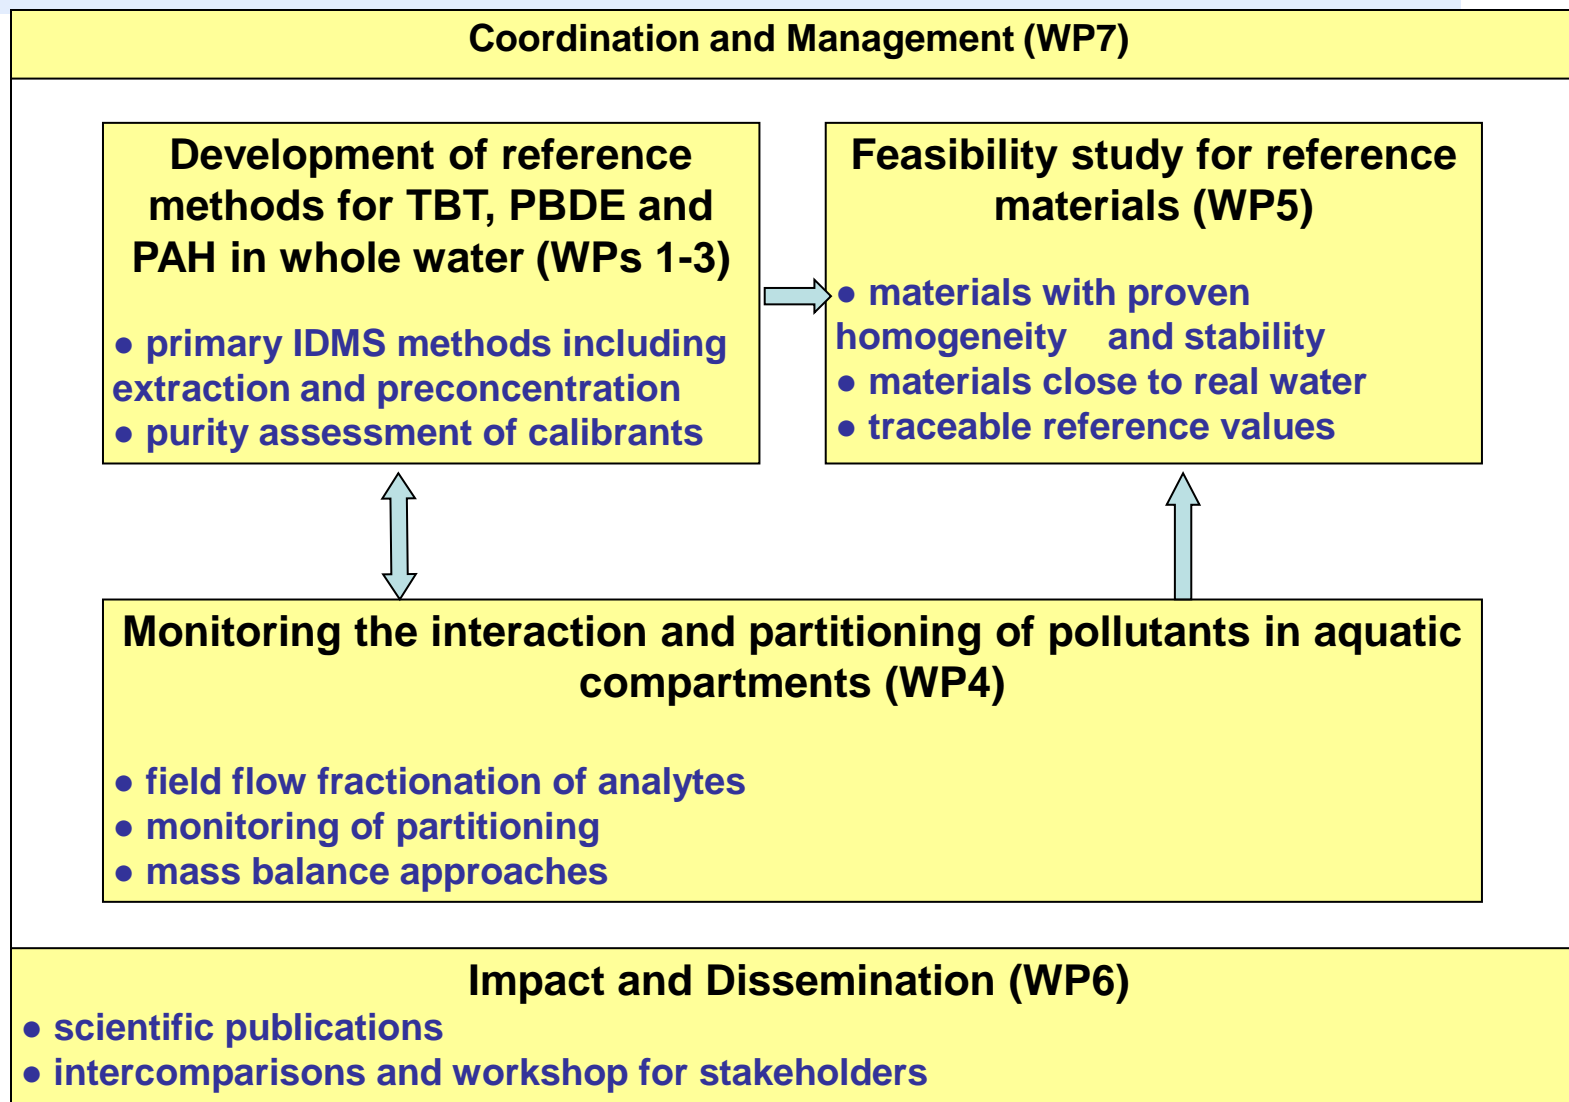 Coordination and Management (WP7)
Development of reference
methods for TBT, PBDE and
PAH in whole water (WPs 1-3)
● primary IDMS methods including
extraction and preconcentration
● purity assessment of calibrants
Feasibility study for reference
materials (WP5)
● materials with proven
homogeneity and stability
● materials close to real water
● traceable reference values
Monitoring the interaction and partitioning of pollutants in aquatic
compartments (WP4)
● field flow fractionation of analytes
● monitoring of partitioning
● mass balance approaches
Impact and Dissemination (WP6)
● scientific publications
● intercomparisons and workshop for stakeholders